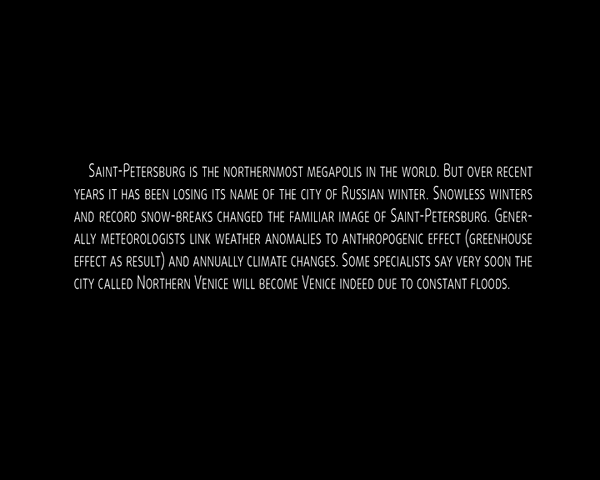 Saint-Petersburg is the northernmost megapolis in the world. But over recent
years it has been losing its name of the city of Russian winter. Snowless winters
and record snow-breaks changed the familiar image of Saint-Petersburg. Gener-
ally meteorologists link weather anomalies to anthropogenic effect (greenhouse
effect as result) and annually climate changes. Some specialists say very soon the
city called Northern Venice will become Venice indeed due to constant floods.